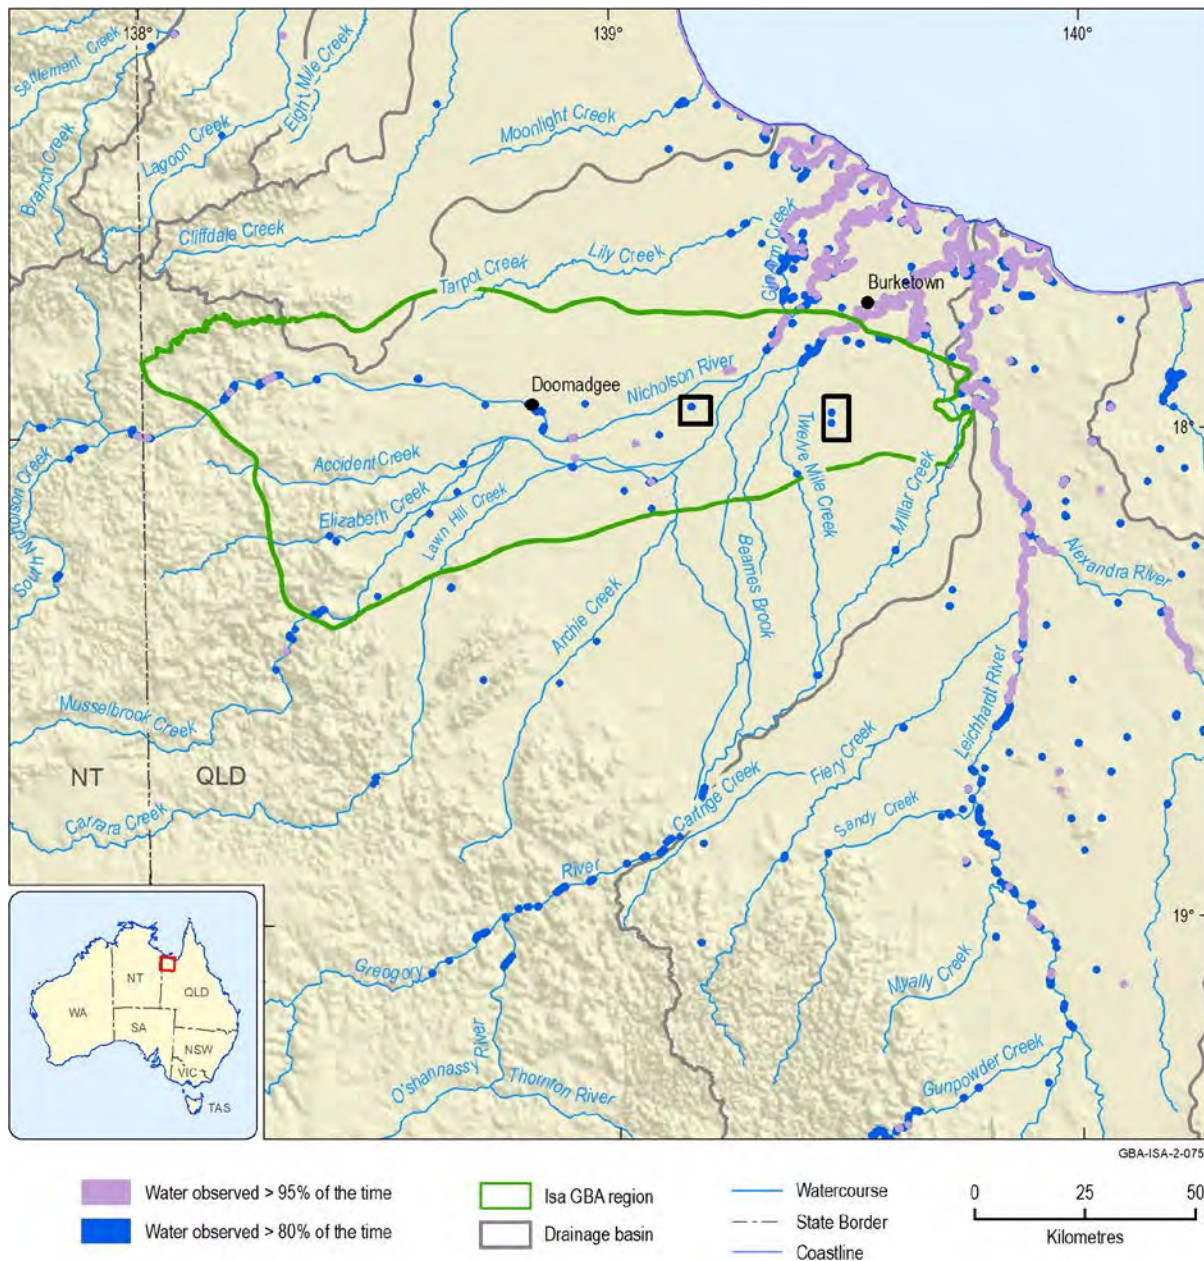 138°
139°
140°
Settlement Creek
Eight Mile Creek
Branch Creek
Lagoon Creek
Moonlight Creek
Cliffdale Creek
Lily Creek
Tarpot Creek
Gin Arm Creek
Burketown
Doomadgee
Nicholson River
18°
Accident Creek
Twelve Mile Creek
Millar Creek
Elizabeth Creek
Lawn Hill Creek
South Nicholson Creek
Beames Brook
Alexandra River
Archie Creek
Leichhardt River
Musselbrook Creek
NT
QLD
Fiery Creek
Cartridge Creek
Sandy Creek
Carrara Creek
19°
Greogory River
Myally Creek
O'shannassy River
Thornton River
Gunpowder Creek
WA
NT
QLD
SA
NSW
VIC
TAS
GBA-ISA-2-075
Water observed > 95% of the time
Water observed > 80% of the time
Isa GBA region
Drainage basin
Watercourse
State Border
Coastline
0 25 50
Kilometres